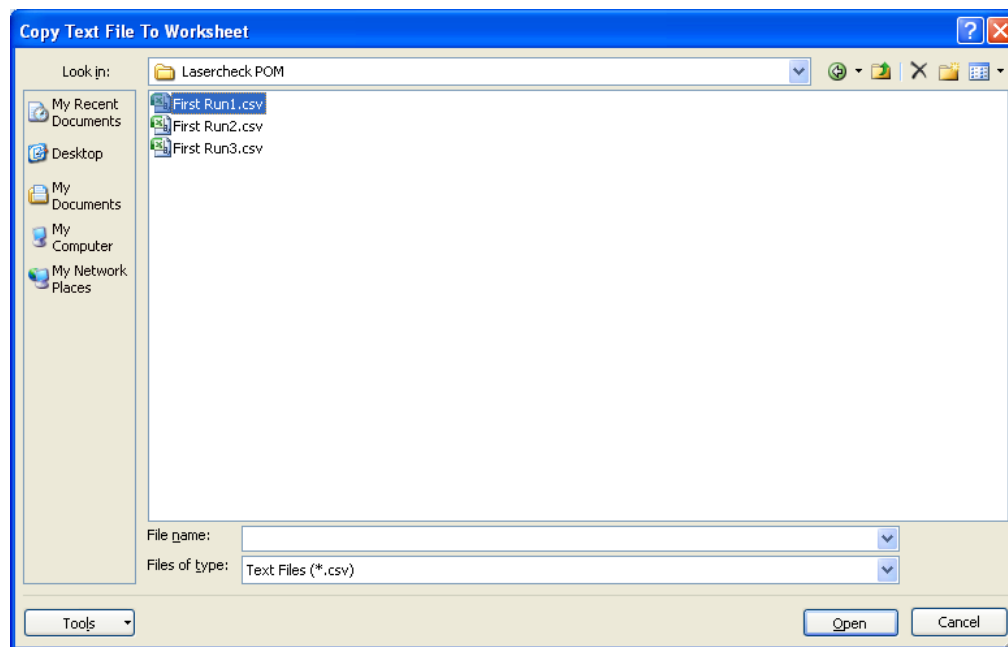 Copy Text File To Worksheet
Look in:
Lasercheck POM
My Recent
Documents
Desktop
My
Documents
My
Computer
My Network
Places
First Run1.csv
First Run2.csv
First Run3.csv
File name:
Files of type:
Text Files (*.csv)
Tools
Open
Cancel